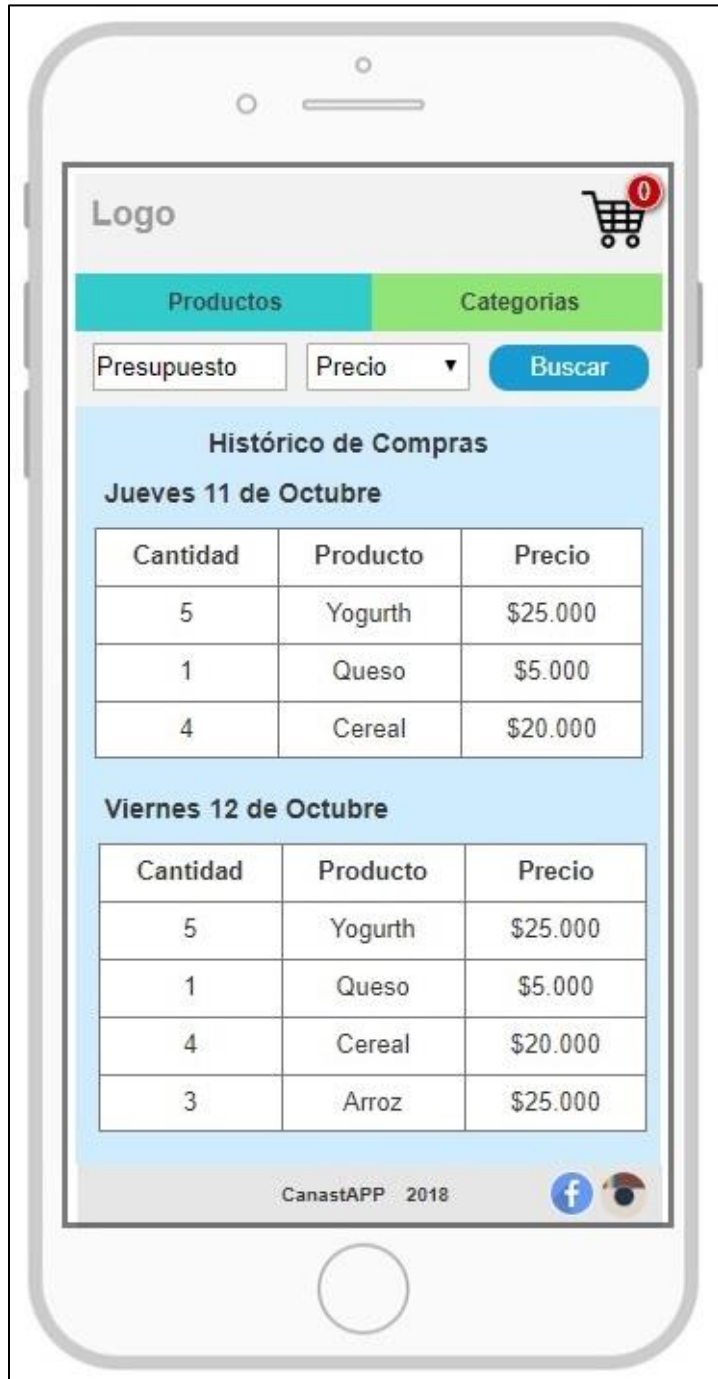 Logo 0
Productos Categorias
Presupuesto Precio Buscar
Histórico de Compras
Jueves 11 de Octubre
Cantidad Producto Precio
5 Yogurth $25.000
1 Queso $5.000
4 Cereal $20.000
Viernes 12 de Octubre
Cantidad Producto Precio
5 Yogurth $25.000
1 Queso $5.000
4 Cereal $20.000
3 Arroz $25.000
CanastAPP 2018 f